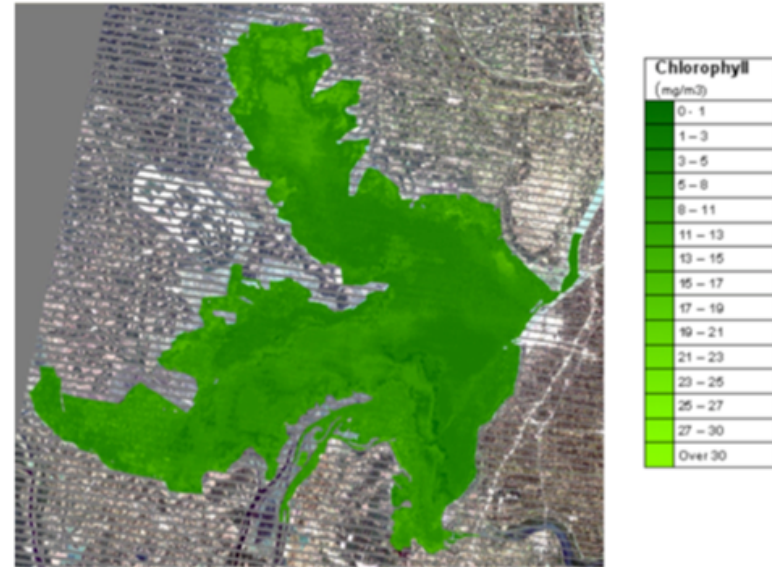 Chlorophyll
(mg/m3)
0 - 1
1 – 3
3 – 5
5 – 8
8 – 11
11 – 13
13 – 15
15 – 17
17 – 19
19 – 21
21 – 23
23 – 25
25 – 27
27 – 30
Over 30